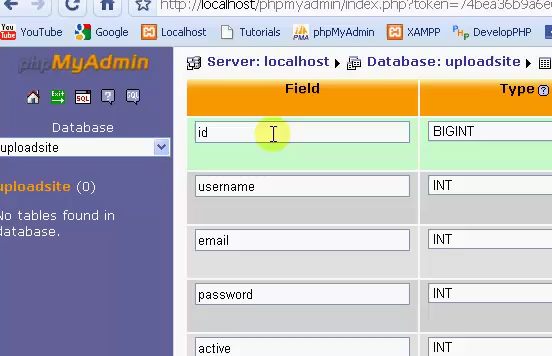 http://localhost/phpmyadmin/index.php?token=74bea36b9a6e
YouTube Google Localhost Tutorials phpMyAdmin XAMPP DevelopPHP
phpMyAdmin
Server: localhost Database: uploadsite
Field Type
Database
uploadsite
uploadsite (0)
No tables found in database.
id BIGINT
username INT
email INT
password INT
active INT